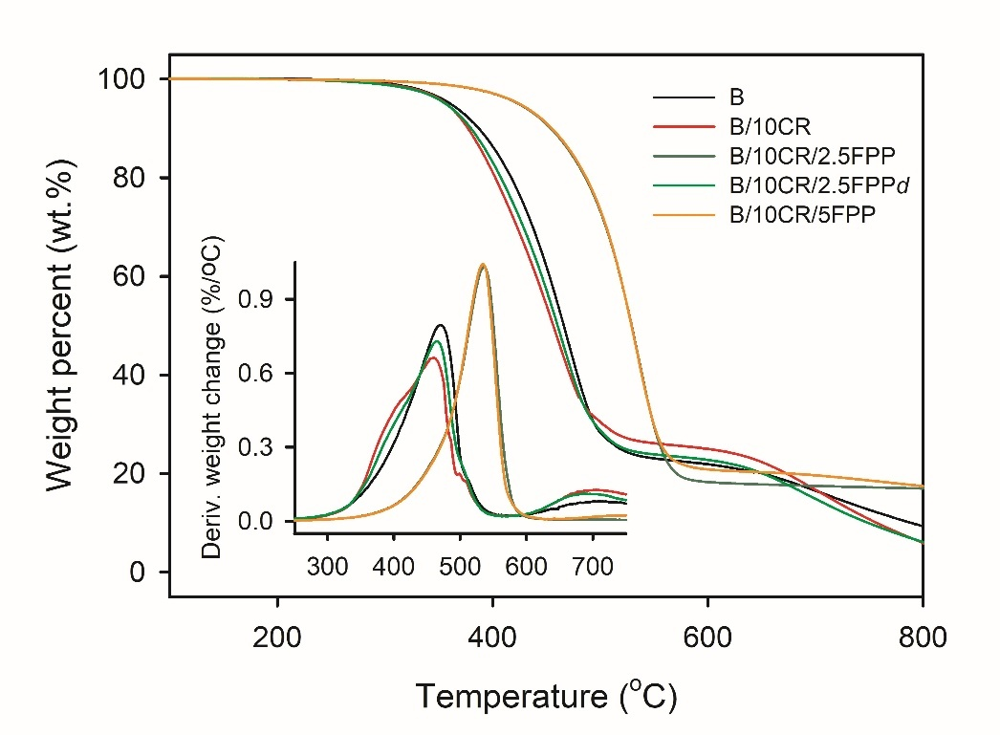 100
80
60
40
20
0
Weight percent (wt.%)
B
B/10CR
B/10CR/2.5FPP
B/10CR/2.5FPPd
B/10CR/5FPP
Deriv. weight change (%/oC)
0.9
0.6
0.3
0.0
300 400 500 600 700
200 400 600 800
Temperature (oC)